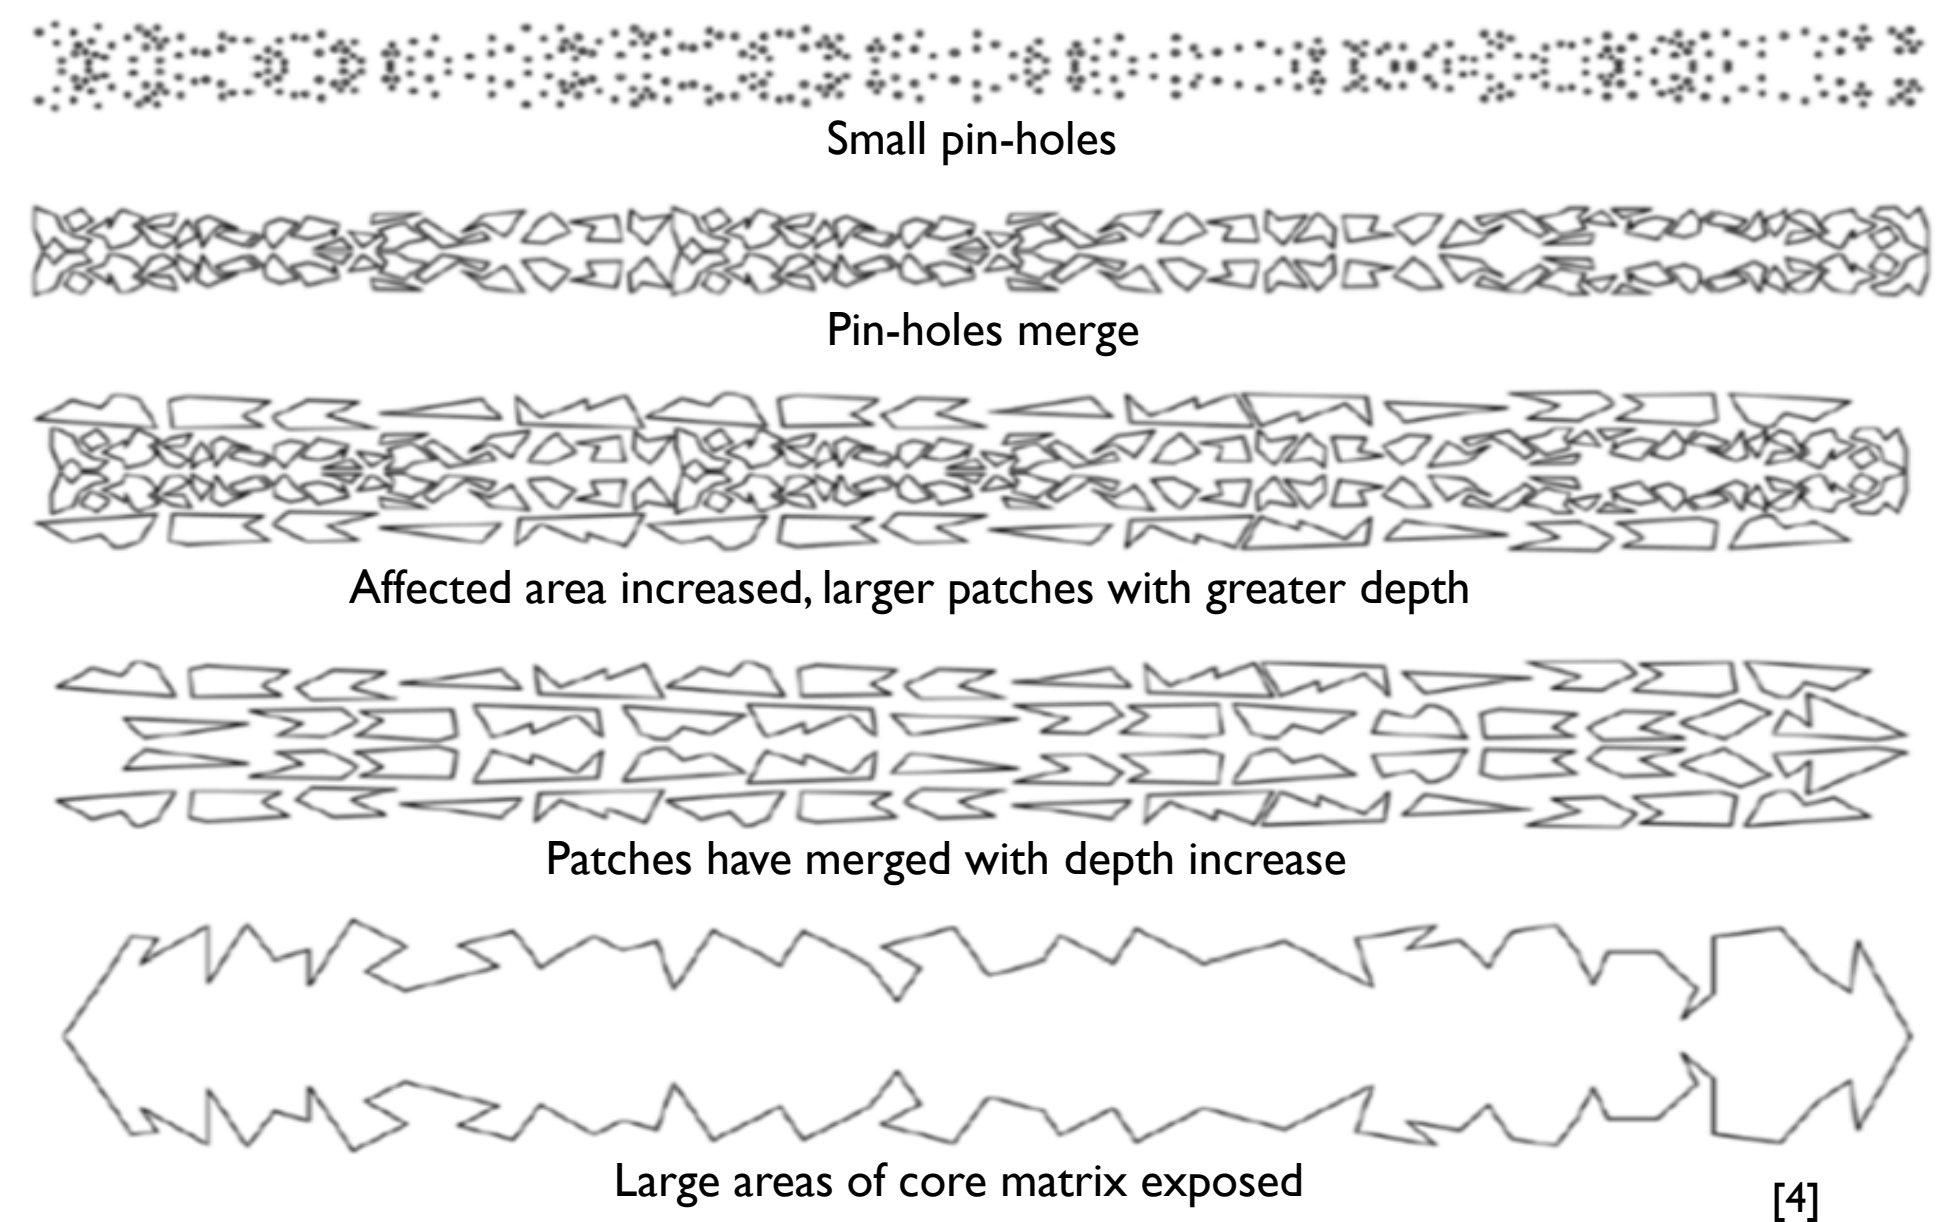 Small pin-holes
Pin-holes merge
Affected area increased, larger patches with greater depth
Patches have merged with depth increase
Large areas of core matrix exposed
[4]